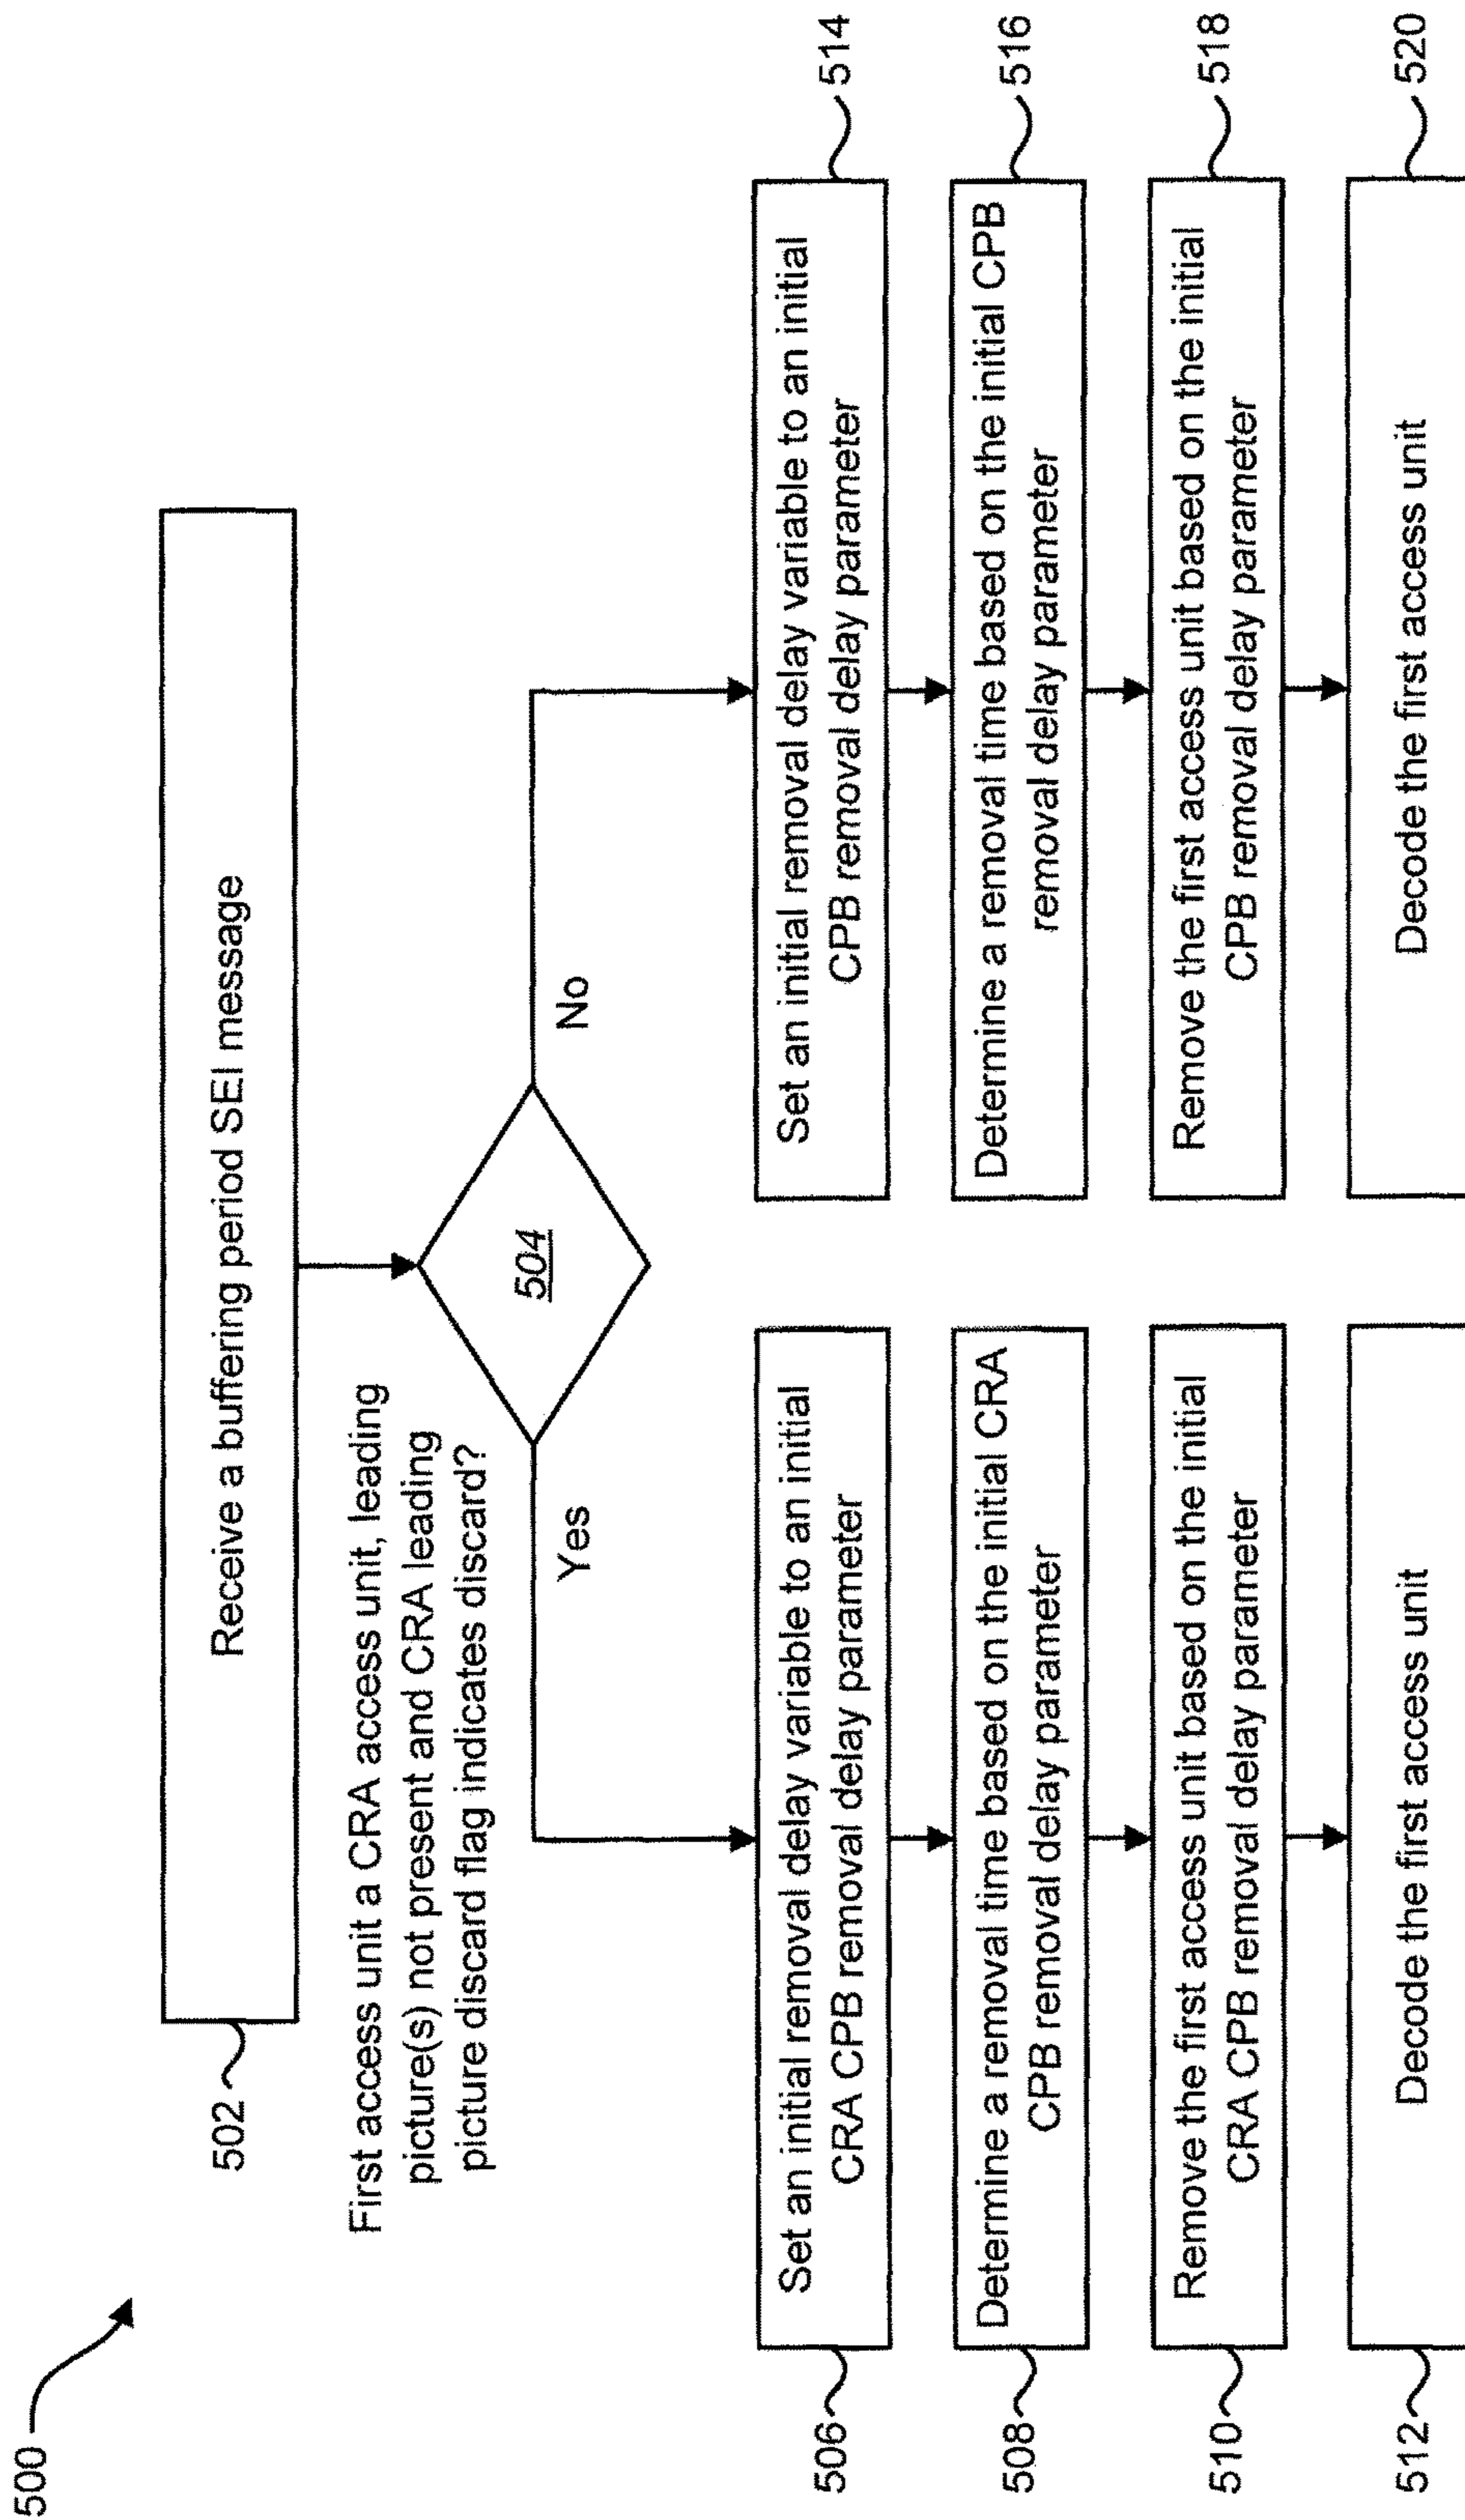 500
Receive a buffering period SEI message
502
First access unit a CRA access unit, leading
picture(s) not present and CRA leading
picture discard flag indicates discard?
504
Yes
No
Set an initial removal delay variable to an initial
CRA CPB removal delay parameter
506
Determine a removal time based on the initial CRA
CPB removal delay parameter
508
Remove the first access unit based on the initial
CRA CPB removal delay parameter
510
Decode the first access unit
512
Set an initial removal delay variable to an initial
CPB removal delay parameter
514
Determine a removal time based on the initial CPB
removal delay parameter
516
Remove the first access unit based on the initial
CPB removal delay parameter
518
Decode the first access unit
520